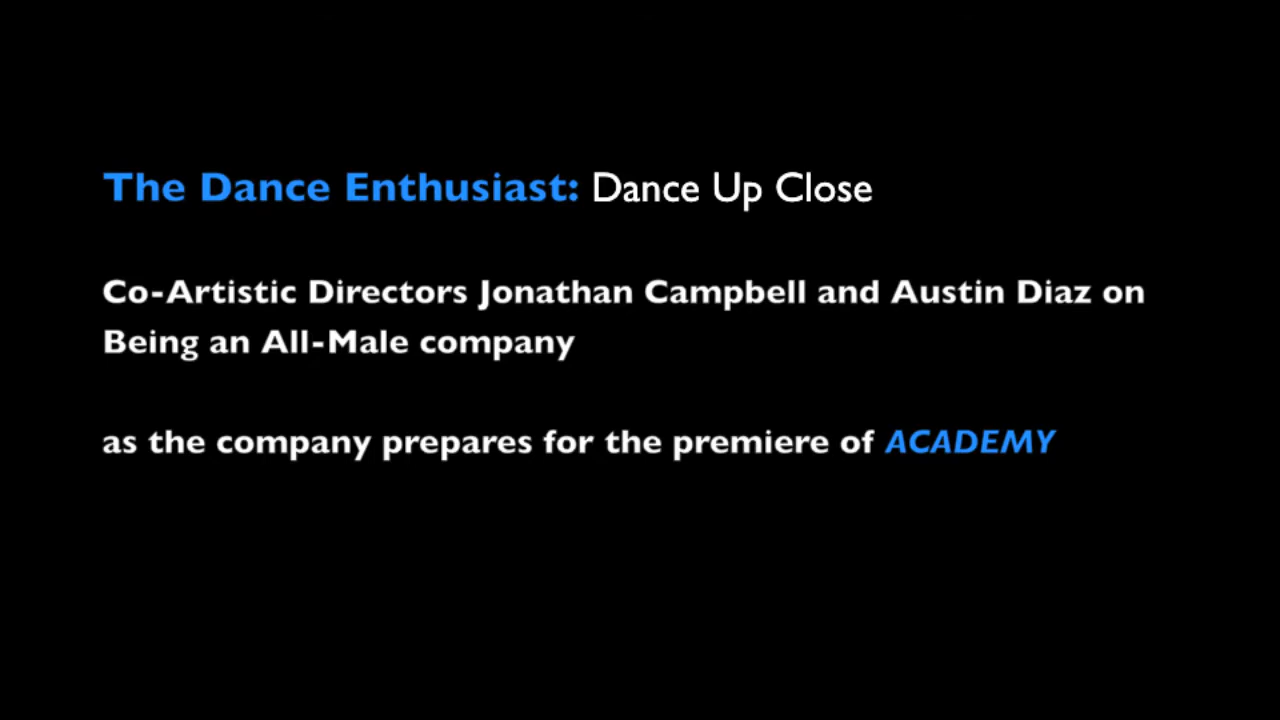 The Dance Enthusiast: Dance Up Close
Co-Artistic Directors Jonathan Campbell and Austin Diaz on
Being an All-Male company
as the company prepares for the premiere of ACADEMY